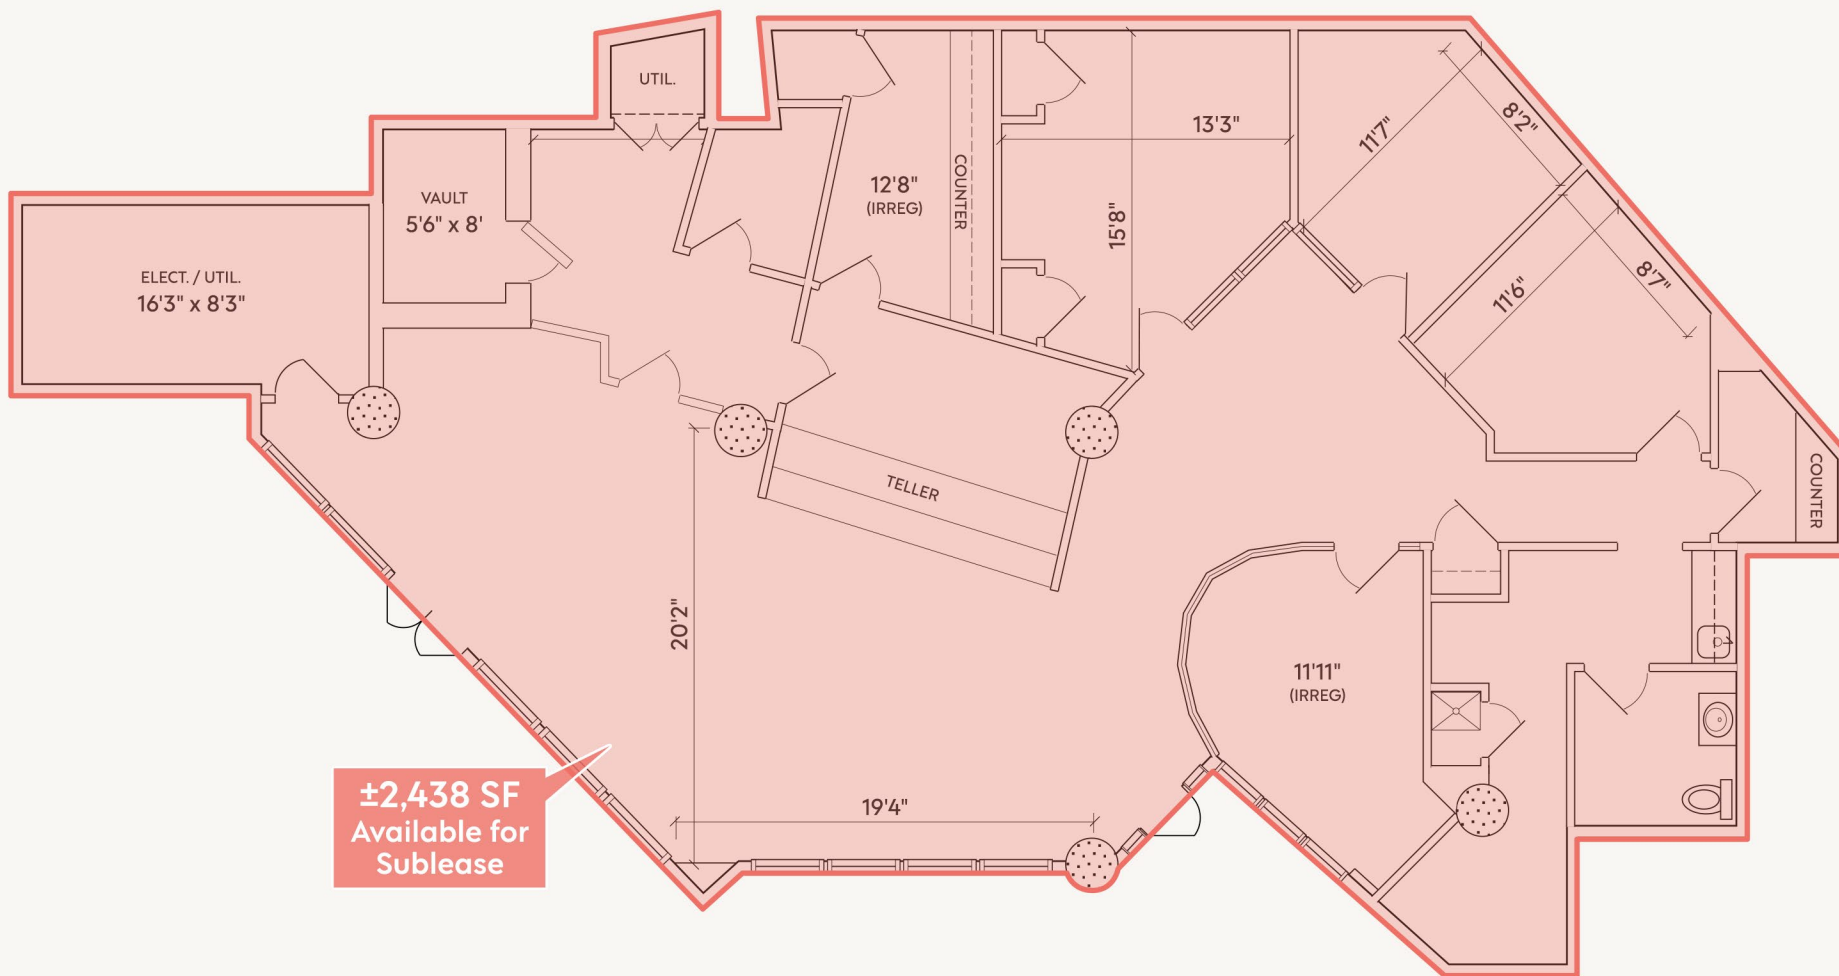 UTIL.
VAULT
5'6" x 8'
ELECT. / UTIL.
16'3" x 8'3"
12'8"
(IRREG)
COUNTER
13'3"
15'8"
11'7"
8'2"
11'6"
8'7"
COUNTER
TELLER
20'2"
19'4"
11'11"
(IRREG)
±2,438 SF
Available for
Sublease